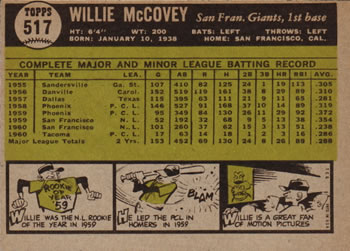 TOPPS
517
WILLIE McCOVEY San Fran. Giants, 1st base
HT: 6'4" WT: 200 BATS: LEFT THROWS: LEFT
BORN: JANUARY 10, 1938 HOME: SAN FRANCISCO, CAL.
COMPLETE MAJOR AND MINOR LEAGUE BATTING RECORD
YEAR TEAM LEA. G AB R H 2B 3B HR RBI AVG.
1955 Sandersville Ga. St. 107 410 82 125 24 1 19 113 .305
1956 Danville Carol. 152 519 119 161 38 8 29 89 .310
1957 Dallas Texas 115 395 63 111 21 9 11 65 .281
1958 Phoenix P. C. L. 146 527 91 168 37 10 14 89 .319
1959 Phoenix P. C. L. 95 349 84 130 26 11 29 92 .372
1959 San Francisco N. L. 52 192 32 68 9 5 13 38 .354
1960 San Francisco N. L. 101 260 37 62 15 3 13 51 .238
1960 Tacoma P. C. L. 17 63 14 18 1 2 3 16 .286
Major League Totals 2 Yrs. 153 452 69 130 24 8 26 89 .288
ROOKIE OF YEAR 59
WILLIE WAS THE N.L. ROOKIE OF THE YEAR IN 1959
BLAM
HE LED THE PCL IN HOMERS IN 1959
WILLIE IS A GREAT FAN OF MOTION PICTURES